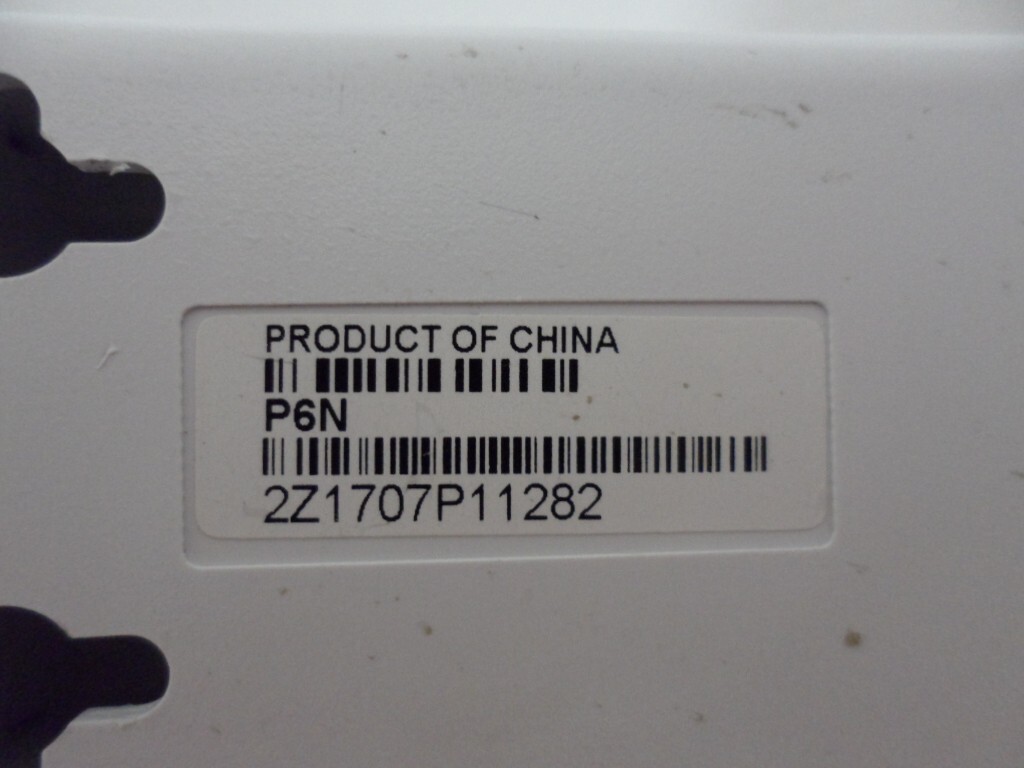 PRODUCT OF CHINA
P6N
2Z1707P11282